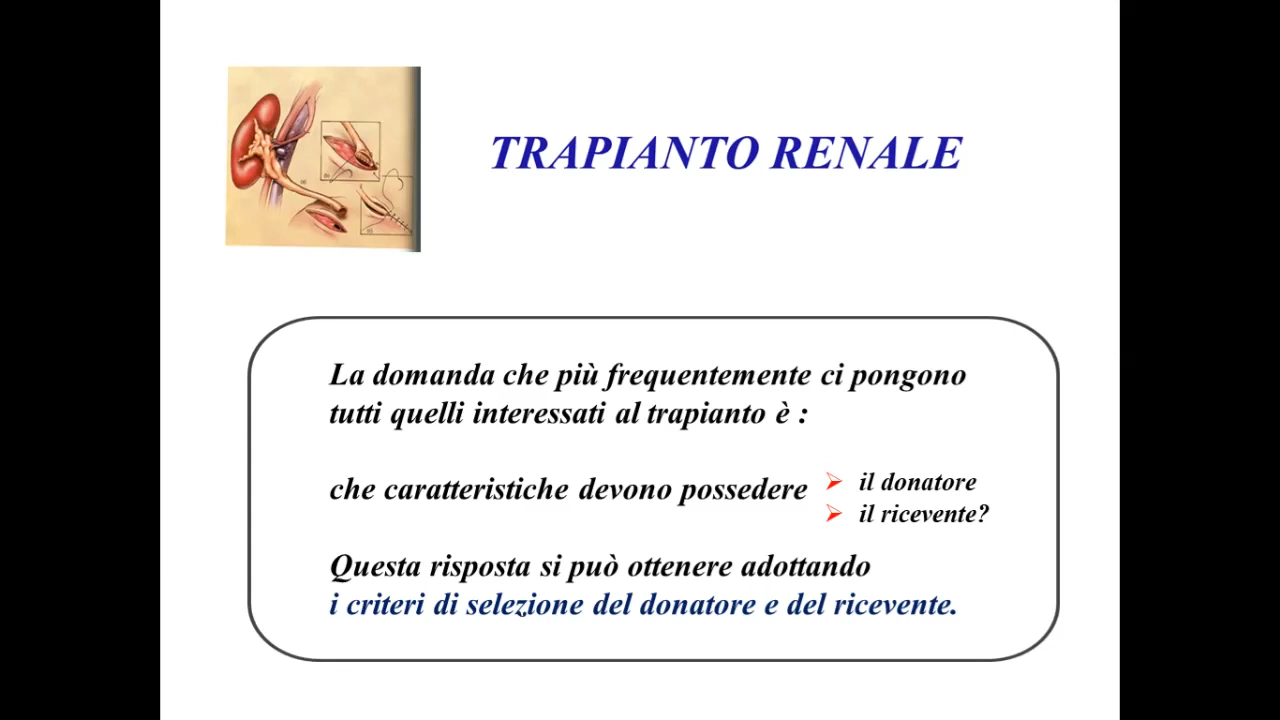 TRAPIANTO RENALE
La domanda che più frequentemente ci pongono
tutti quelli interessati al trapianto è :
che caratteristiche devono possedere
il donatore
il ricevente?
Questa risposta si può ottenere adottando
i criteri di selezione del donatore e del ricevente.